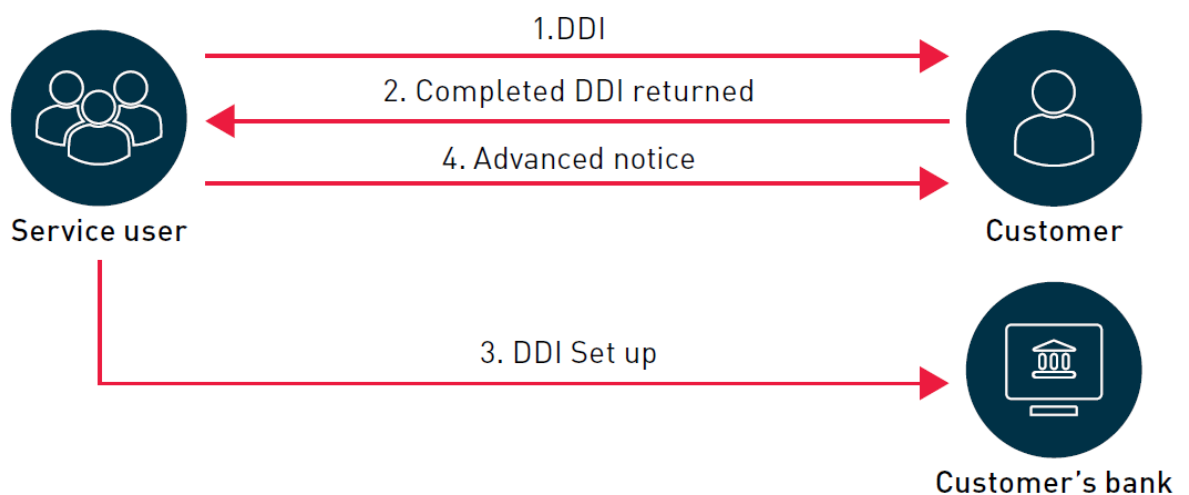 1.DDI
2. Completed DDI returned
4. Advanced notice
Service user
Customer
3. DDI Set up
Customer's bank